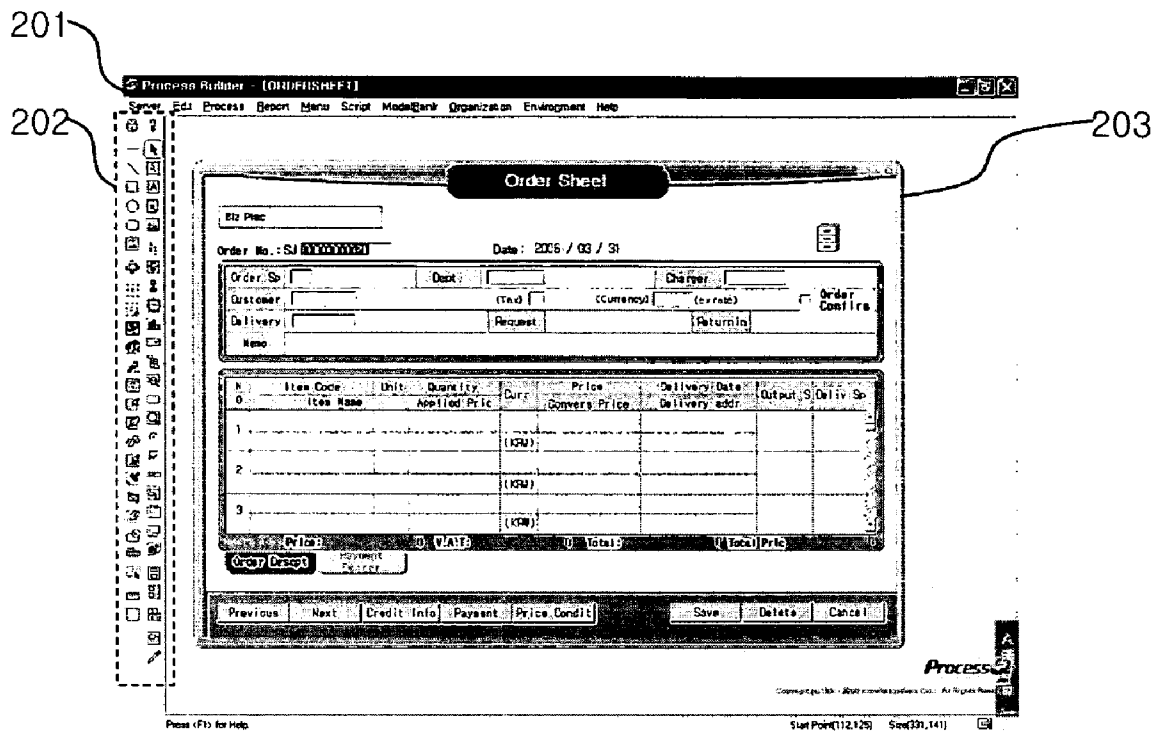 201
Process Builder - [ORDERSHEET]
Server Edit Process Report Menu Script ModelBank Organization Environment Help
202
203
Order Sheet
Biz Plac
Order No.: SJ
Date: 2006 / 03 / 31
Order Sp Dept Charger
Customer (Tax) (Currency) (exrate) Order Confirm
Delivery Request Returnin
Memo
N O Item Code Unit Quantity Curr Price Delivery Date Output S Deliv Sp
Item Name Applied Pric Convers Price Delivery addr
1
(KRW)
2
(KRW)
3
(KRW)
Price: 0 V.A.T: 0 Total: 0 Total Pric 0
Order Descpt Payment
Previous Next Credit Info Payment Price Condit Save Delete Cancel
Process
Press <F1> for Help.
Start Point(112,125) Size(331,141)